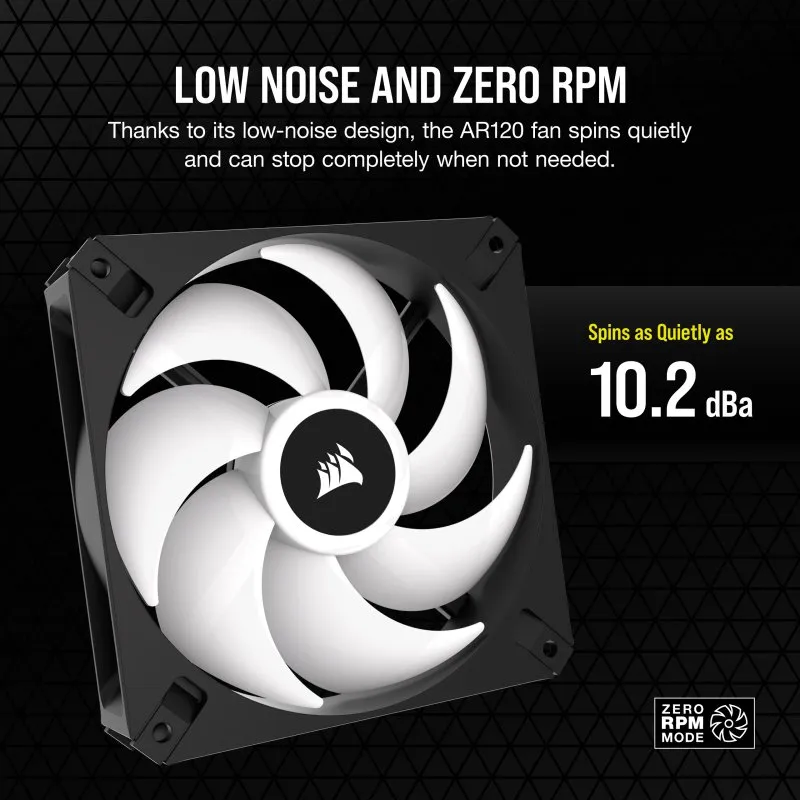 LOW NOISE AND ZERO RPM
Thanks to its low-noise design, the AR120 fan spins quietly
and can stop completely when not needed.
Spins as Quietly as
10.2 dBa
ZERO
RPM
MODE